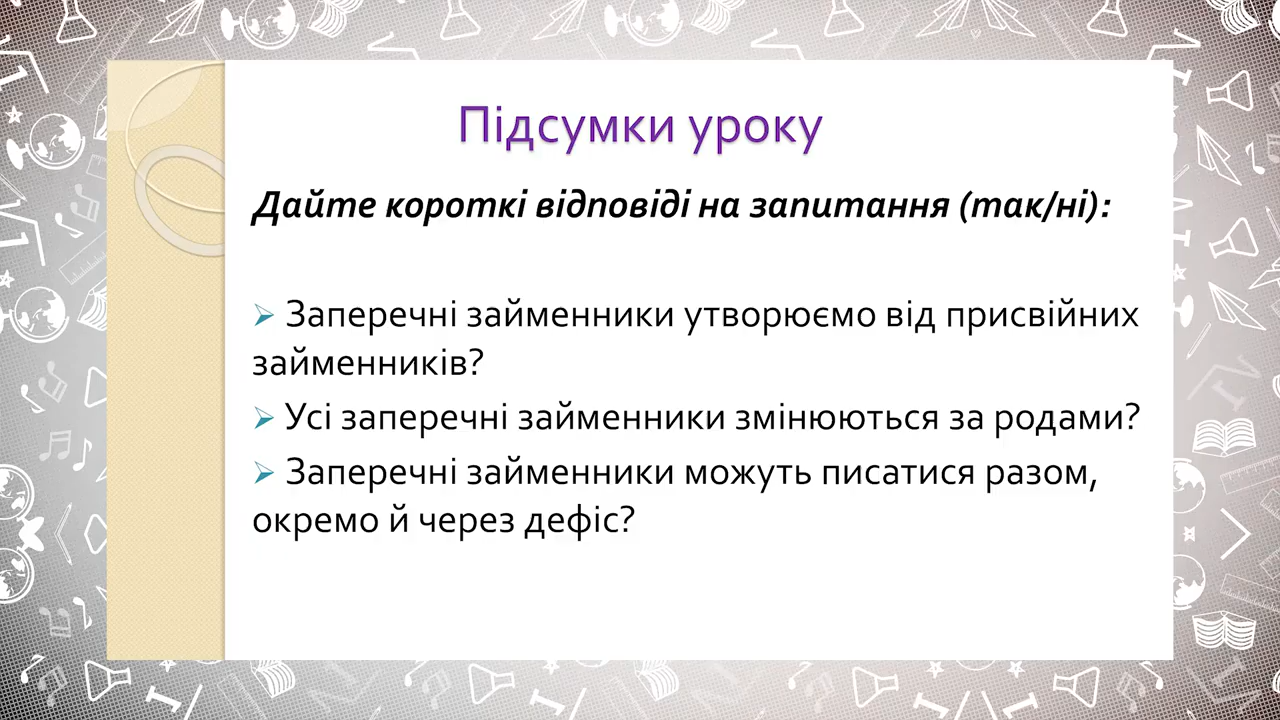 Підсумки уроку
Дайте короткі відповіді на запитання (так/ні):
➢ Заперечні займенники утворюємо від присвійних
займенників?
➢ Усі заперечні займенники змінюються за родами?
➢ Заперечні займенники можуть писатися разом,
окремо й через дефіс?